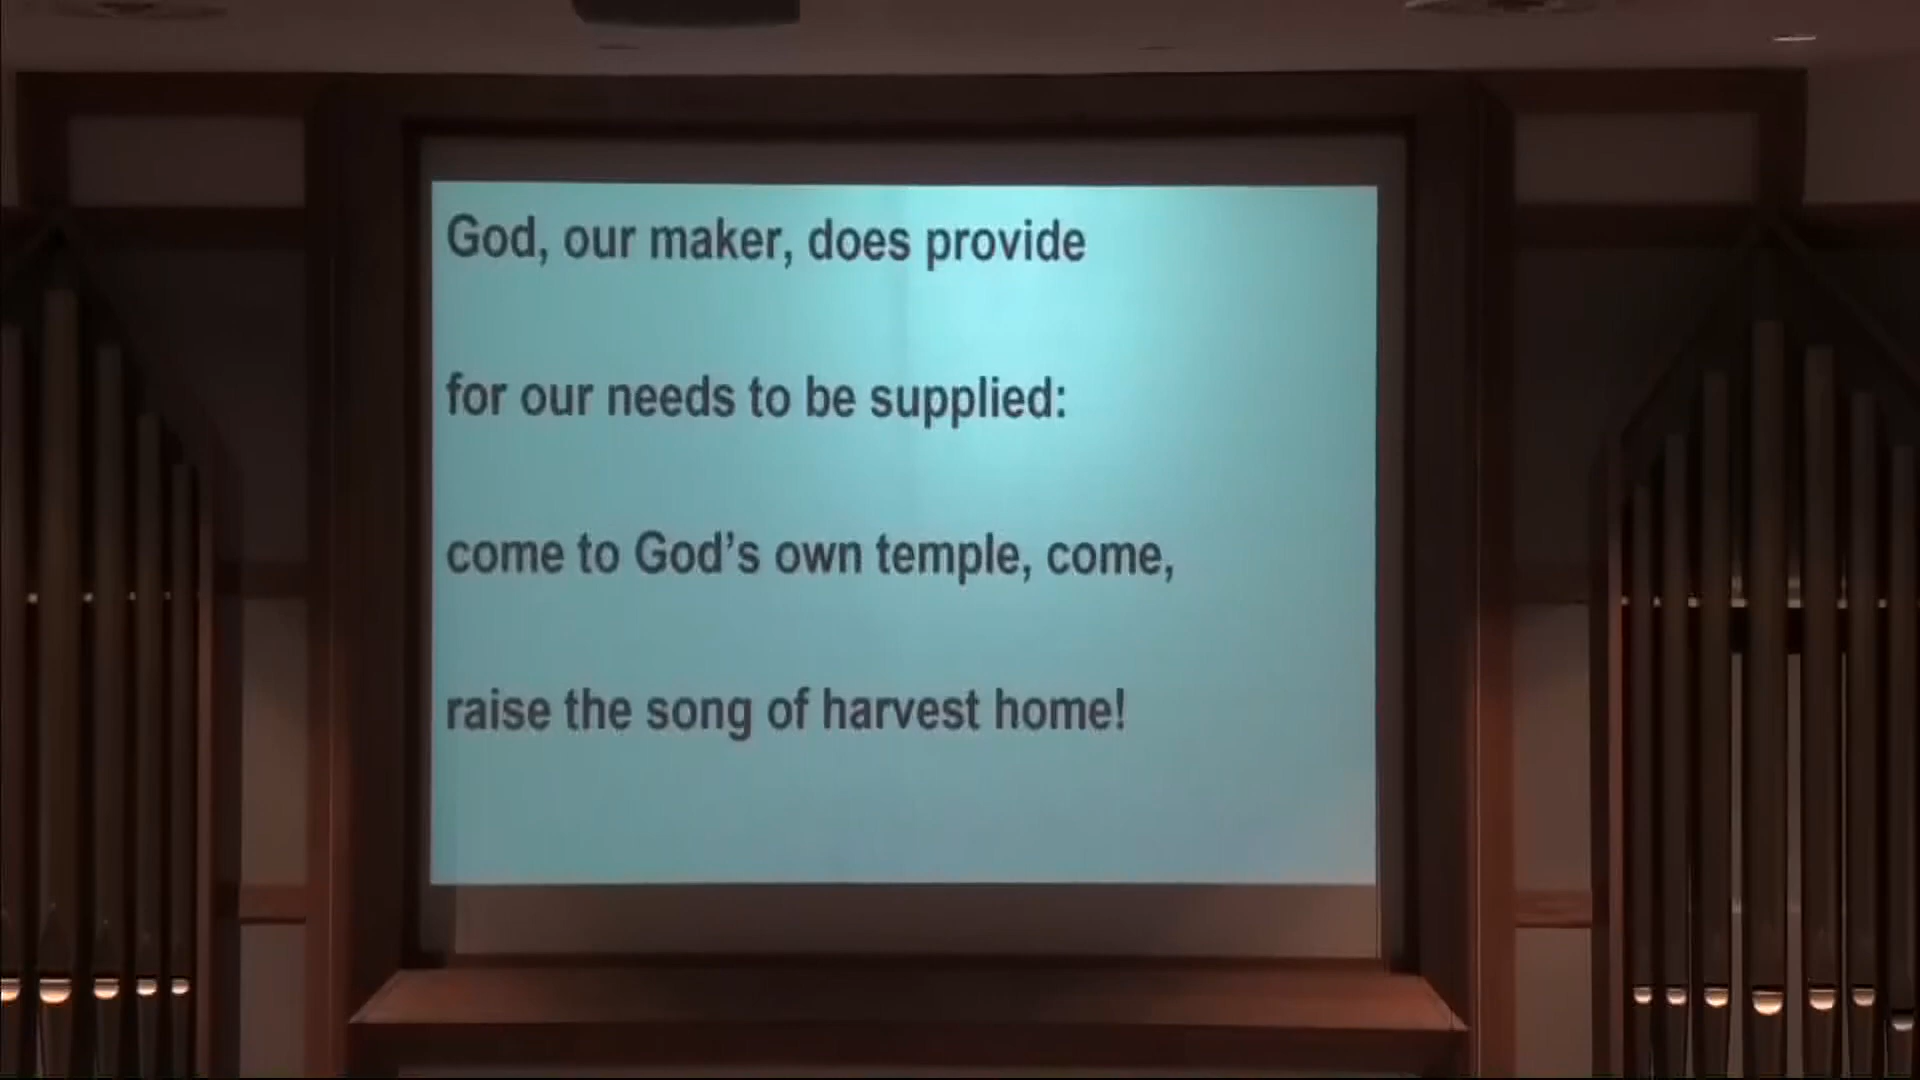 God, our maker, does provide
for our needs to be supplied:
come to God's own temple, come,
raise the song of harvest home!